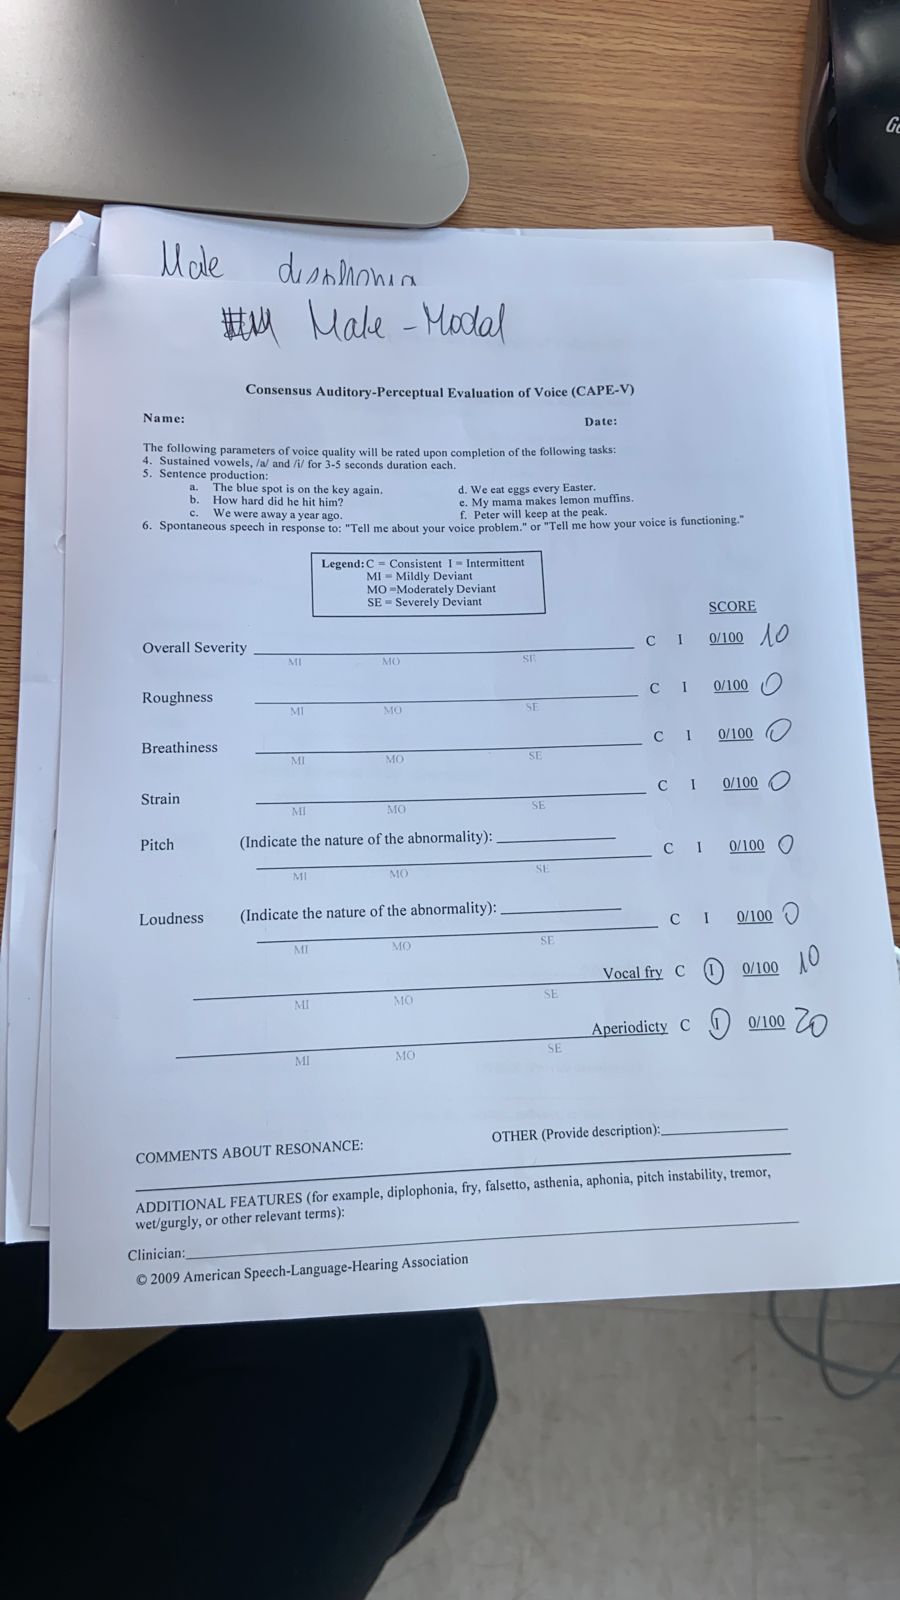 Ge
Male disphonia
Male - Modal
Consensus Auditory-Perceptual Evaluation of Voice (CAPE-V)
Name: Date:
The following parameters of voice quality will be rated upon completion of the following tasks:
4. Sustained vowels, /a/ and /i/ for 3-5 seconds duration each.
5. Sentence production:
a. The blue spot is on the key again. d. We eat eggs every Easter.
b. How hard did he hit him? e. My mama makes lemon muffins.
c. We were away a year ago. f. Peter will keep at the peak.
6. Spontaneous speech in response to: "Tell me about your voice problem." or "Tell me how your voice is functioning."
Legend: C = Consistent I = Intermittent
MI = Mildly Deviant
MO =Moderately Deviant
SE = Severely Deviant
SCORE
Overall Severity C I 0/100 10
MI MO SE
Roughness C I 0/100 0
MI MO SE
Breathiness C I 0/100 0
MI MO SE
Strain C I 0/100 0
MI MO SE
Pitch (Indicate the nature of the abnormality):
C I 0/100 0
MI MO SE
Loudness (Indicate the nature of the abnormality):
C I 0/100 0
MI MO SE
Vocal fry C I 0/100 10
MI MO SE
Aperiodicty C I 0/100 20
MI MO SE
COMMENTS ABOUT RESONANCE: OTHER (Provide description):
ADDITIONAL FEATURES (for example, diplophonia, fry, falsetto, asthenia, aphonia, pitch instability, tremor,
wet/gurgly, or other relevant terms):
Clinician:
© 2009 American Speech-Language-Hearing Association